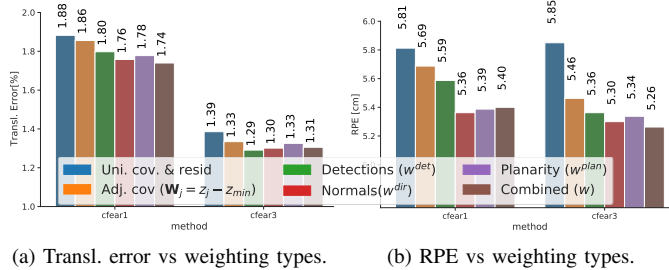 1.88
1.86
1.80
1.76
1.78
1.74
1.39
1.33
1.29
1.30
1.33
1.31
2.0
1.8
1.6
1.4
1.2
1.0
Transl. Error[%]
cfear1
cfear3
method
5.81
5.69
5.59
5.36
5.39
5.40
5.85
5.46
5.36
5.30
5.34
5.26
6.0
5.8
5.6
5.4
5.2
RPE [cm]
cfear1
cfear3
method
Uni. cov. & resid
Adj. cov (W_j = z_j − z_min)
Detections (w^det)
Normals(w^dir)
Planarity (w^plan)
Combined (w)
(a) Transl. error vs weighting types.
(b) RPE vs weighting types.